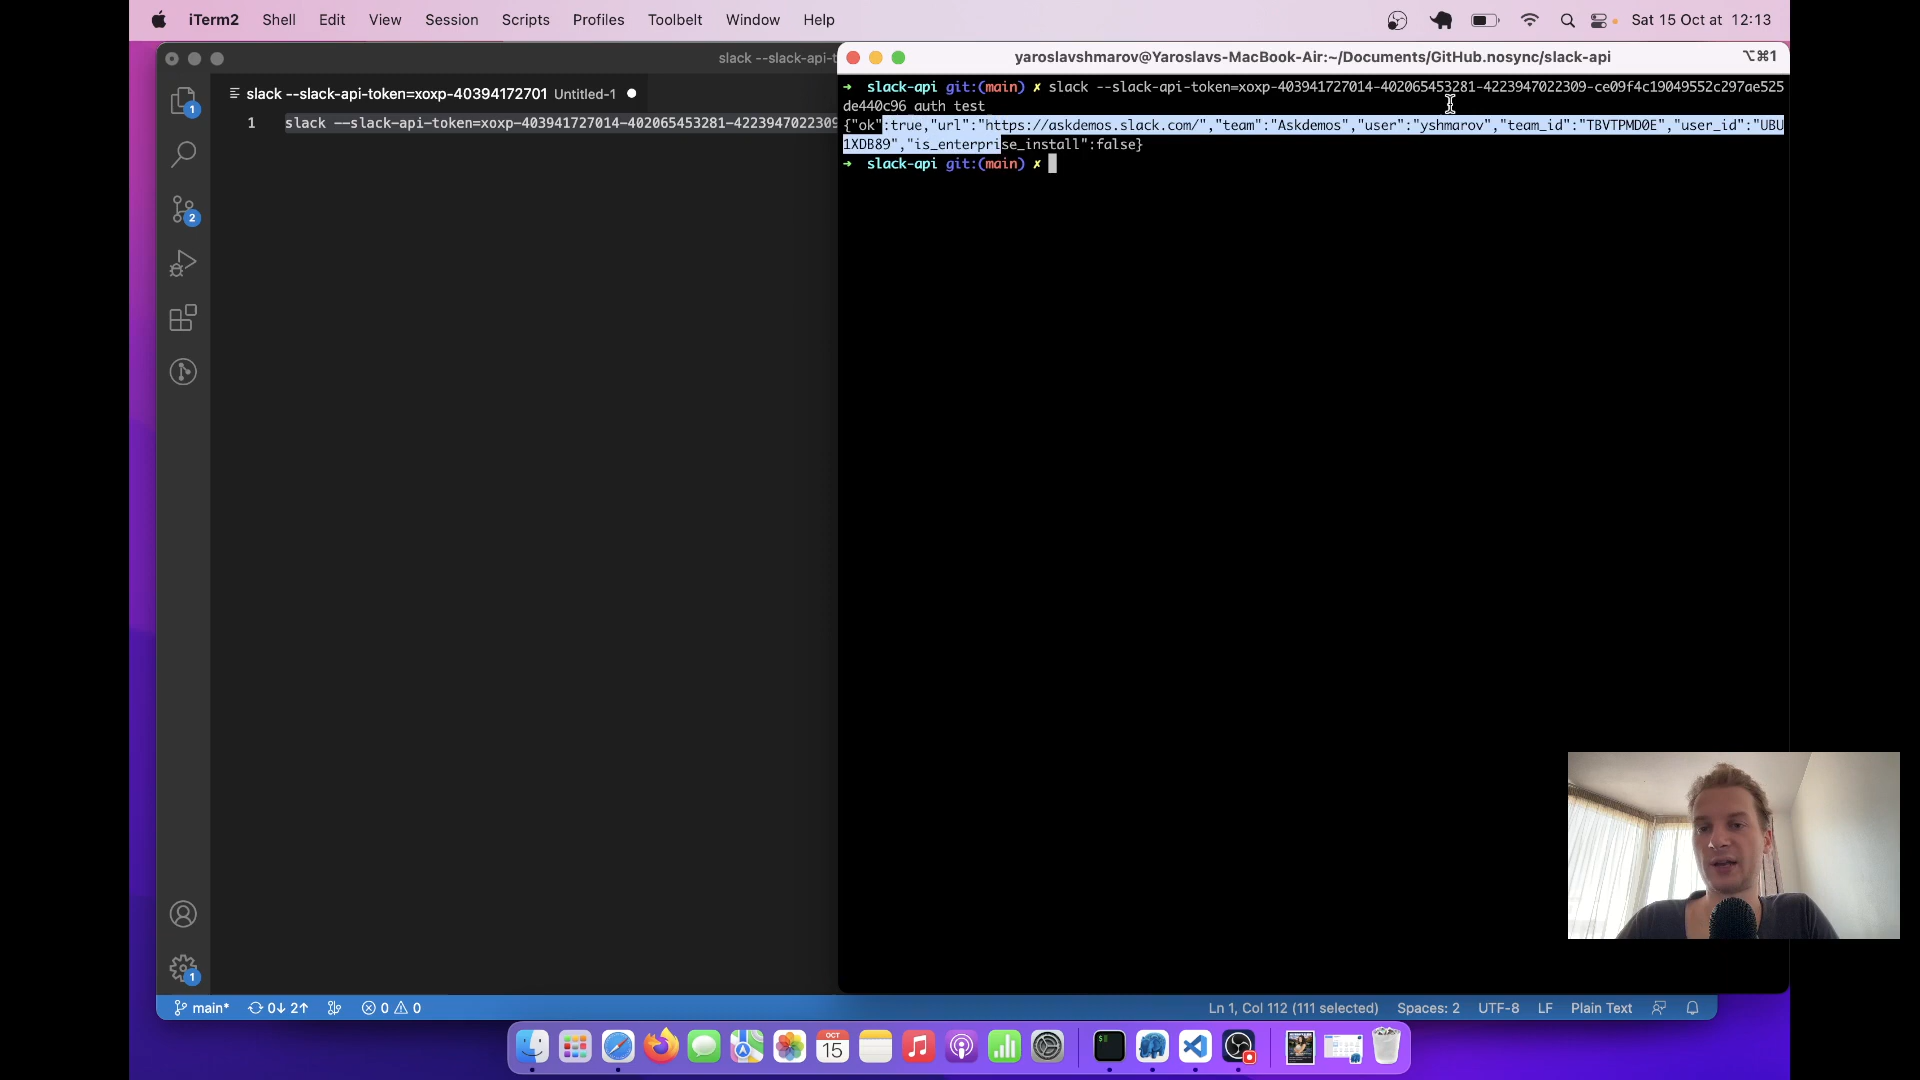 iTerm2 Shell Edit View Session Scripts Profiles Toolbelt Window Help Sat 15 Oct at 12:13
slack --slack-api-t
yaroslavshmarov@Yaroslavs-MacBook-Air:~/Documents/GitHub.nosync/slack-api ⌥⌘1
slack --slack-api-token=xoxp-40394172701 Untitled-1
1 slack --slack-api-token=xoxp-403941727014-402065453281-4223947022309
➜ slack-api git:(main) ✗ slack --slack-api-token=xoxp-403941727014-402065453281-4223947022309-ce09f4c19049552c297ae525
de440c96 auth test
{"ok":true,"url":"https://askdemos.slack.com/","team":"Askdemos","user":"yshmarov","team_id":"TBVTPMD0E","user_id":"UBU
1XDB89","is_enterprise_install":false}
➜ slack-api git:(main) ✗
1
2
1
main* 0↓ 2↑ 0 0 Ln 1, Col 112 (111 selected) Spaces: 2 UTF-8 LF Plain Text
OCT
15